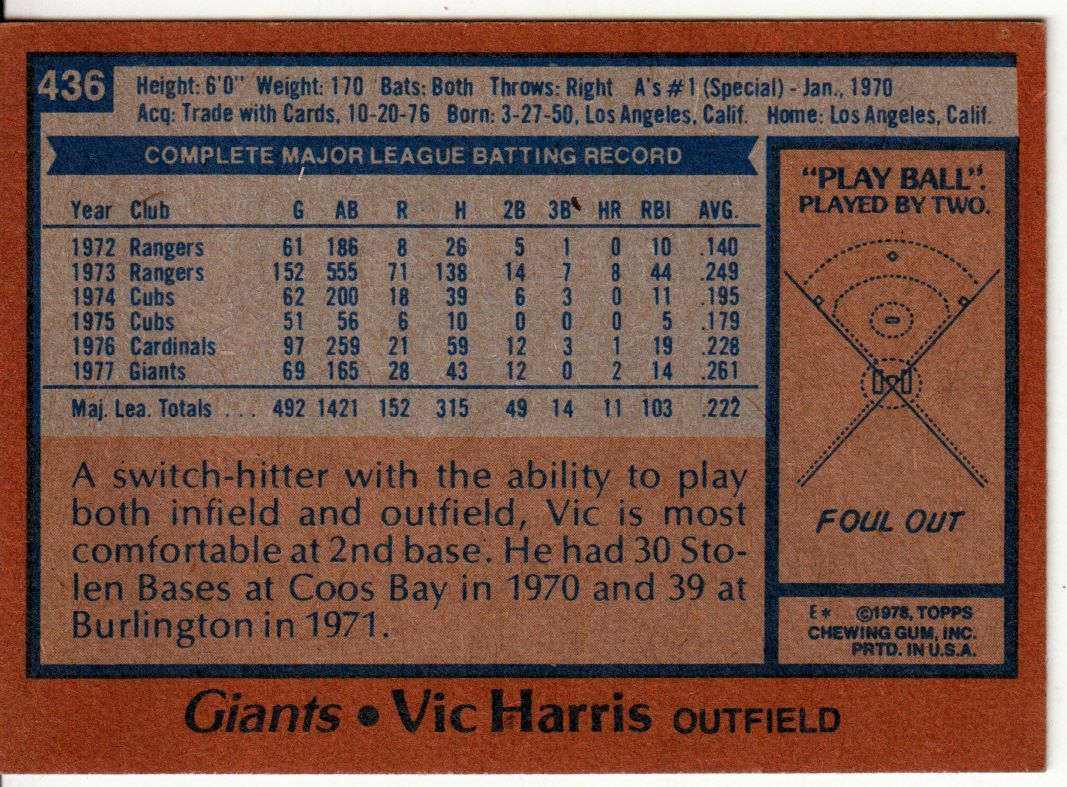 436
Height: 6'0" Weight: 170 Bats: Both Throws: Right A's #1 (Special) - Jan., 1970
Acq: Trade with Cards, 10-20-76 Born: 3-27-50, Los Angeles, Calif. Home: Los Angeles, Calif.
COMPLETE MAJOR LEAGUE BATTING RECORD
Year Club G AB R H 2B 3B HR RBI AVG.
1972 Rangers 61 186 8 26 5 1 0 10 .140
1973 Rangers 152 555 71 138 14 7 8 44 .249
1974 Cubs 62 200 18 39 6 3 0 11 .195
1975 Cubs 51 56 6 10 0 0 0 5 .179
1976 Cardinals 97 259 21 59 12 3 1 19 .228
1977 Giants 69 165 28 43 12 0 2 14 .261
Maj. Lea. Totals . . . 492 1421 152 315 49 14 11 103 .222
A switch-hitter with the ability to play
both infield and outfield, Vic is most
comfortable at 2nd base. He had 30 Sto-
len Bases at Coos Bay in 1970 and 39 at
Burlington in 1971.
"PLAY BALL".
PLAYED BY TWO.
FOUL OUT
E* ©1978, TOPPS
CHEWING GUM, INC.
PRTD. IN U.S.A.
Giants • Vic Harris OUTFIELD